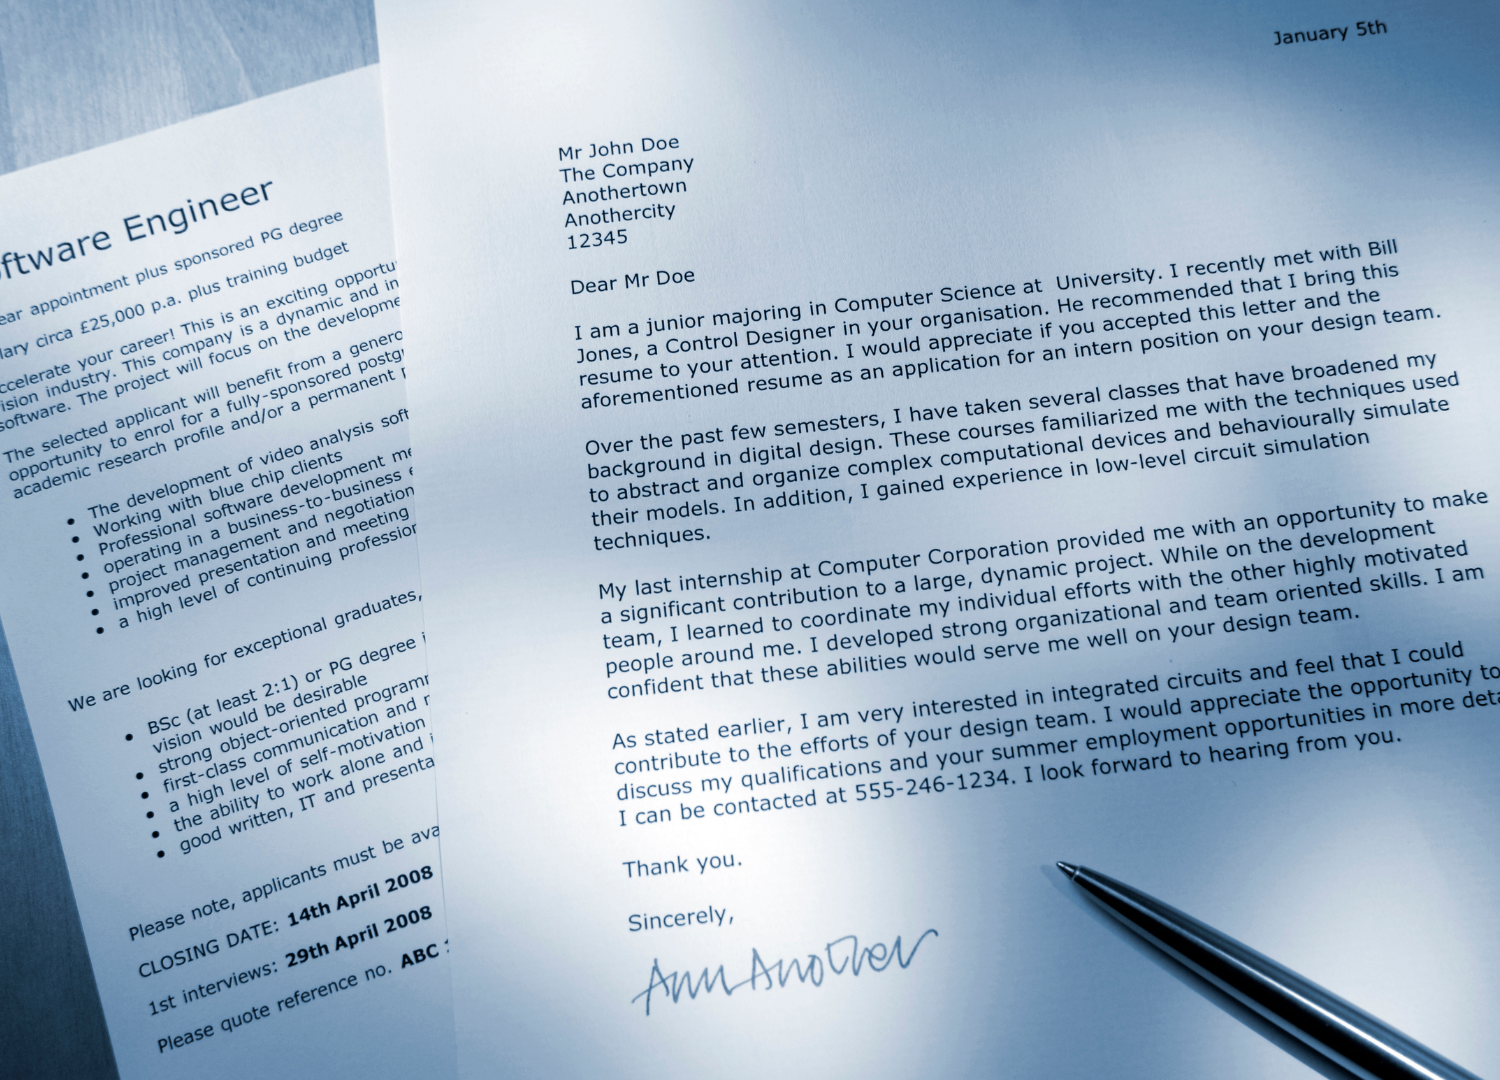 Software Engineer
ear appointment plus sponsored PG degree
lary circa £25,000 p.a. plus training budget
ccelerate your career! This is an exciting opportu
ision industry. This company is a dynamic and in
software. The project will focus on the developme
The selected applicant will benefit from a genero
opportunity to enrol for a fully-sponsored postgr
academic research profile and/or a permanent
• The development of video analysis soft
• Working with blue chip clients
• Professional software development me
• operating in a business-to-business
• project management and negotiation
• improved presentation and meeting
• a high level of continuing profession
We are looking for exceptional graduates,
• BSc (at least 2:1) or PG degree i
vision would be desirable
• strong object-oriented programm
• first-class communication and
• a high level of self-motivation
• the ability to work alone and i
• good written, IT and presenta
Please note, applicants must be ava
CLOSING DATE: 14th April 2008
1st interviews: 29th April 2008
Please quote reference no. ABC
January 5th
Mr John Doe
The Company
Anothertown
Anothercity
12345
Dear Mr Doe
I am a junior majoring in Computer Science at University. I recently met with Bill
Jones, a Control Designer in your organisation. He recommended that I bring this
resume to your attention. I would appreciate if you accepted this letter and the
aforementioned resume as an application for an intern position on your design team.
Over the past few semesters, I have taken several classes that have broadened my
background in digital design. These courses familiarized me with the techniques used
to abstract and organize complex computational devices and behaviourally simulate
their models. In addition, I gained experience in low-level circuit simulation
techniques.
My last internship at Computer Corporation provided me with an opportunity to make
a significant contribution to a large, dynamic project. While on the development
team, I learned to coordinate my individual efforts with the other highly motivated
people around me. I developed strong organizational and team oriented skills. I am
confident that these abilities would serve me well on your design team.
As stated earlier, I am very interested in integrated circuits and feel that I could
contribute to the efforts of your design team. I would appreciate the opportunity to
discuss my qualifications and your summer employment opportunities in more deta
I can be contacted at 555-246-1234. I look forward to hearing from you.
Thank you.
Sincerely,
Ann Another